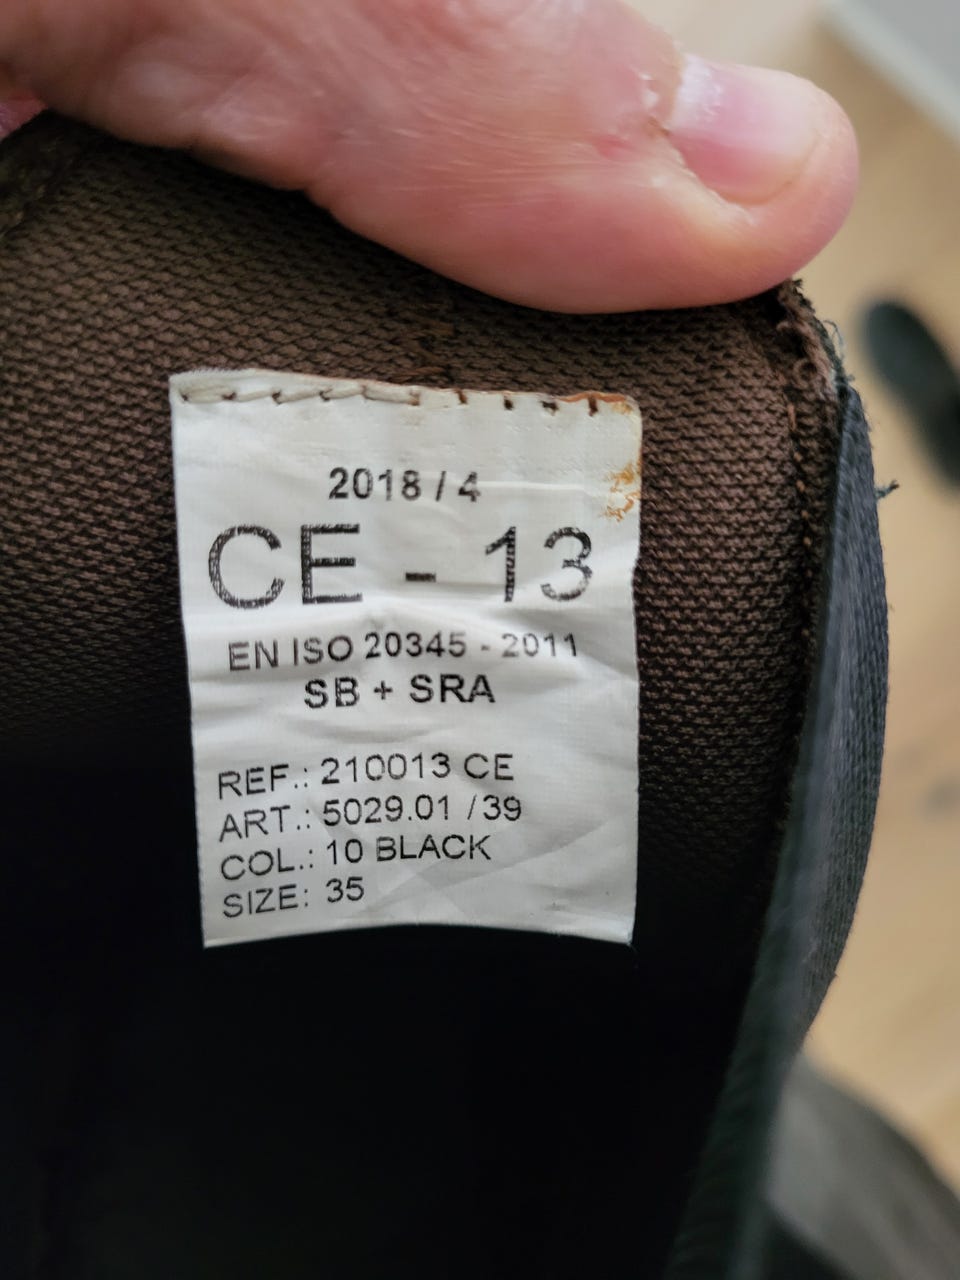 2018 / 4
CE - 13
EN ISO 20345 - 2011
SB + SRA
REF.: 210013 CE
ART.: 5029.01 / 39
COL.: 10 BLACK
SIZE: 35